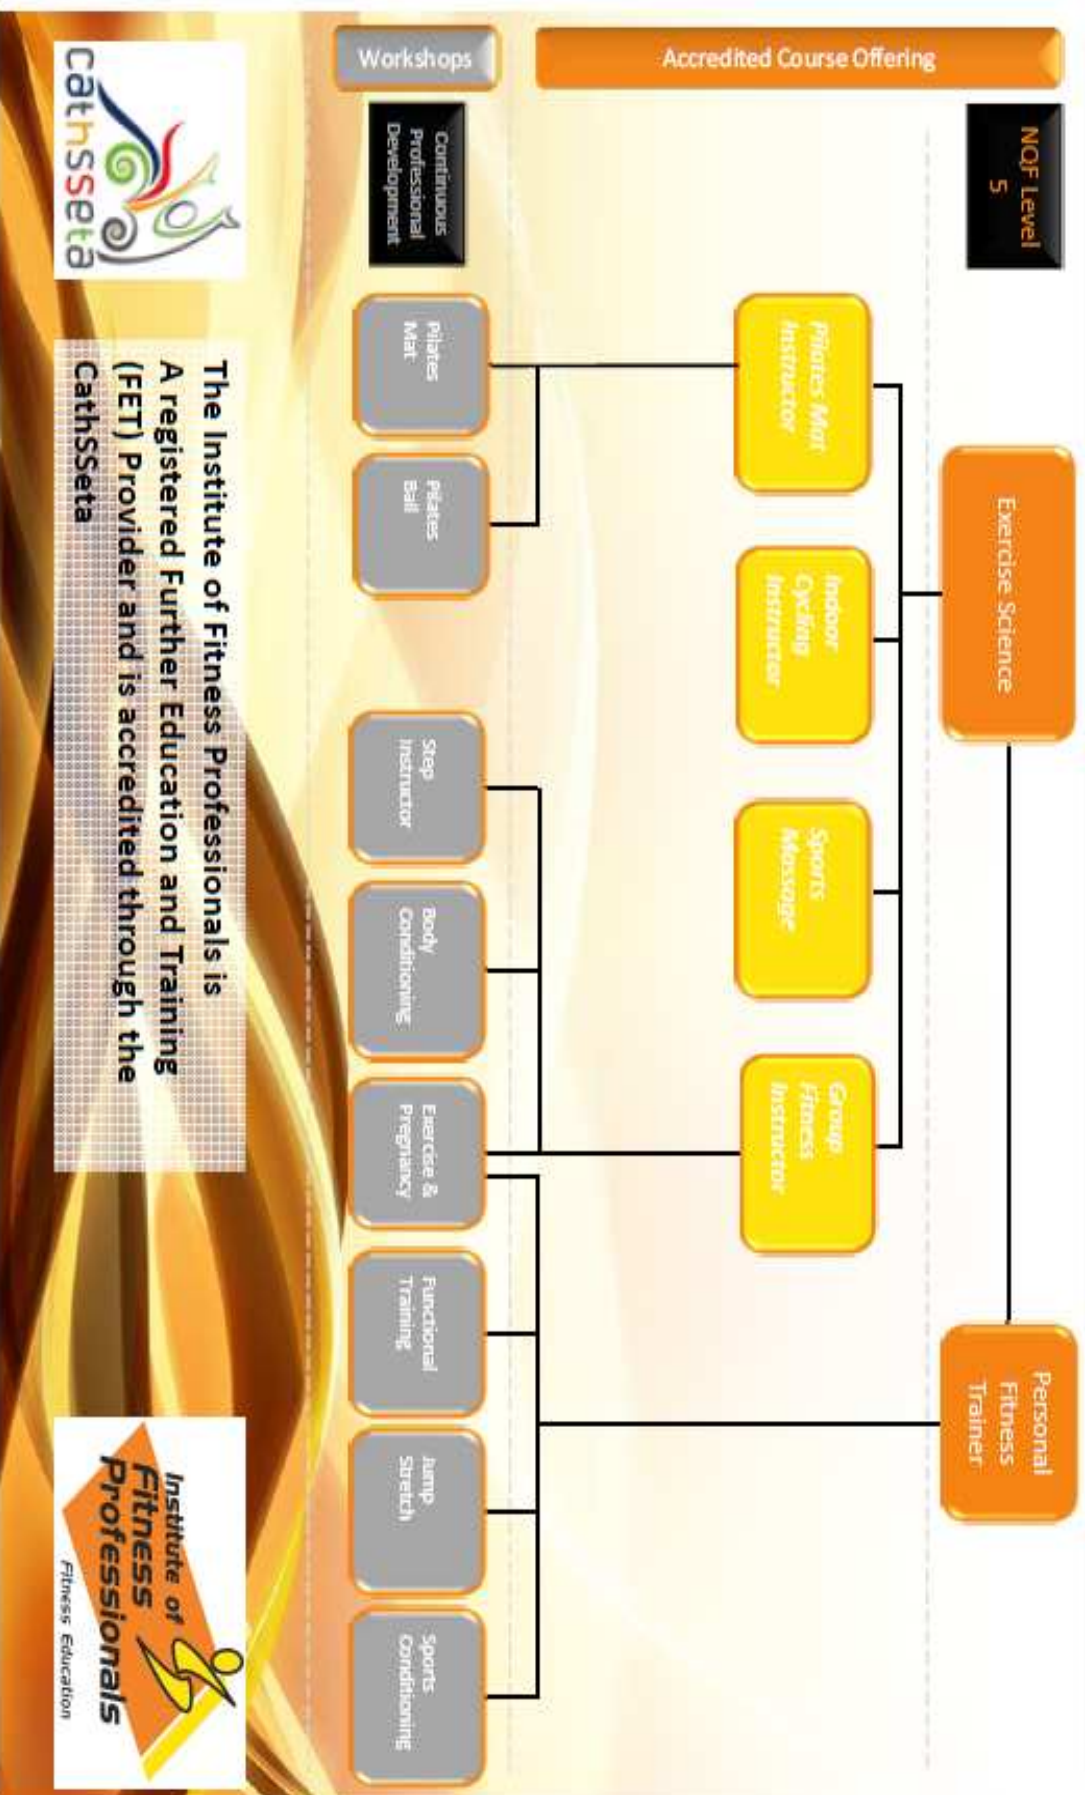 Accredited Course Offering
NQF Level
5
Exercise Science
Personal
Fitness
Trainer
Pilates Mat
Instructor
Indoor
Cycling
Instructor
Sports
Massage
Group
Fitness
Instructor
Workshops
Continuous
Professional
Development
Pilates
Mat
Pilates
Ball
Step
Instructor
Body
Conditioning
Exercise &
Pregnancy
Functional
Training
Jump
Stretch
Sports
Conditioning
cathsseta
The Institute of Fitness Professionals is
A registered Further Education and Training
(FET) Provider and is accredited through the
CathSSeta
Institute of
Fitness
Professionals
Fitness Education